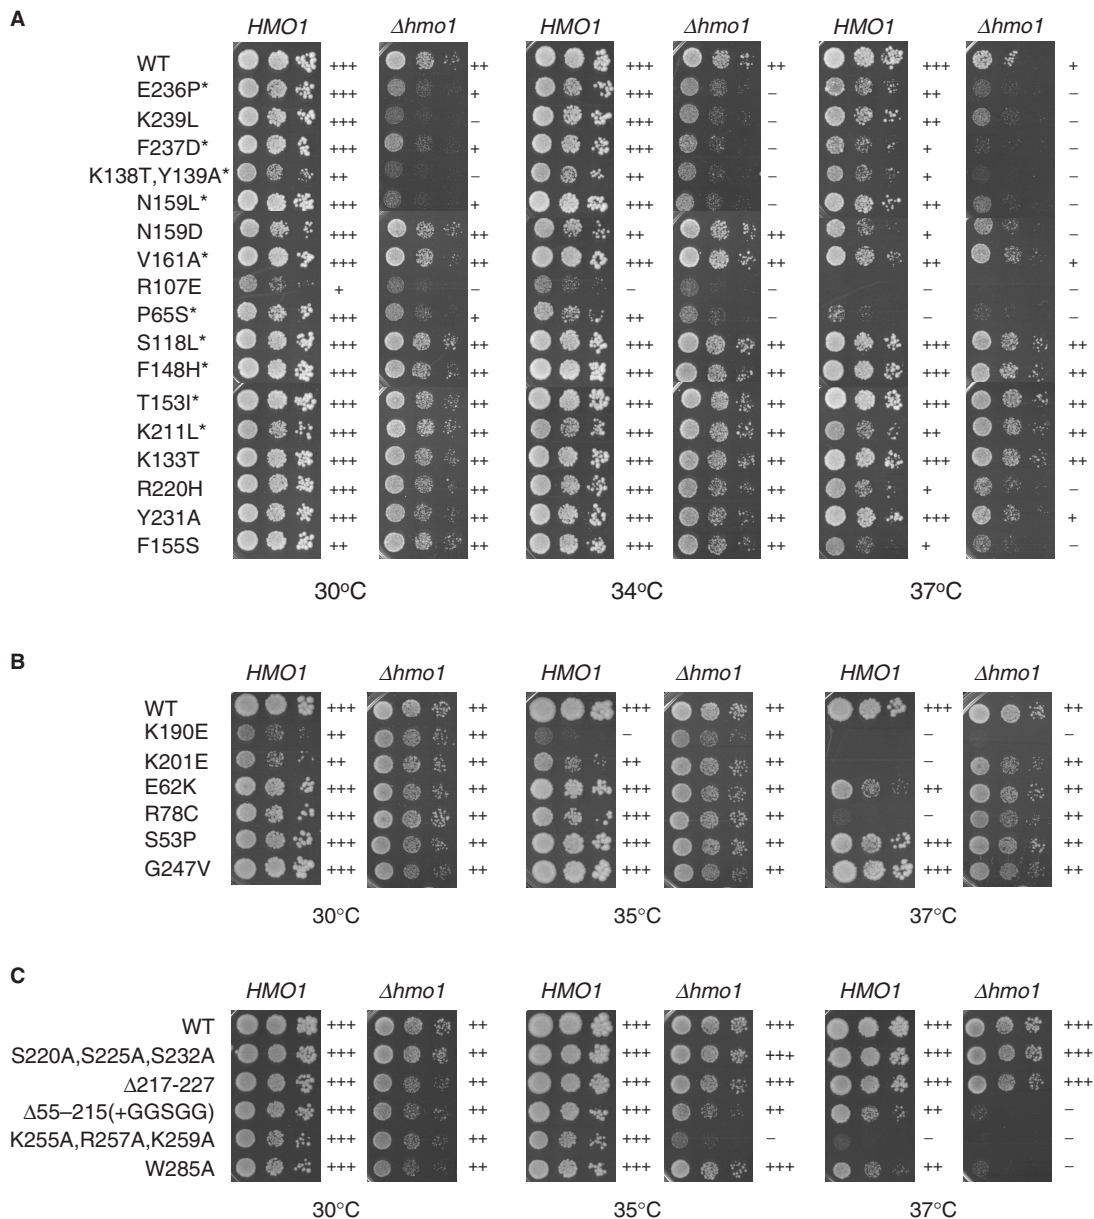 A
HMO1 Δhmo1 HMO1 Δhmo1 HMO1 Δhmo1
WT +++ ++ +++ ++ +++ +
E236P* +++ + +++ – ++ –
K239L +++ – +++ – ++ –
F237D* +++ + +++ – + –
K138T,Y139A* ++ – ++ – + –
N159L* +++ + +++ – ++ –
N159D +++ ++ ++ ++ + –
V161A* +++ ++ +++ ++ ++ +
R107E + – – – – –
P65S* +++ + ++ – – –
S118L* +++ ++ +++ ++ +++ ++
F148H* +++ ++ +++ ++ +++ ++
T153I* +++ ++ +++ ++ +++ ++
K211L* +++ ++ +++ ++ ++ ++
K133T +++ ++ +++ ++ +++ ++
R220H +++ ++ +++ ++ + –
Y231A +++ ++ +++ ++ +++ +
F155S ++ ++ +++ ++ + –
30°C 34°C 37°C
B
HMO1 Δhmo1 HMO1 Δhmo1 HMO1 Δhmo1
WT +++ ++ +++ ++ +++ ++
K190E ++ ++ – ++ – –
K201E ++ ++ ++ ++ – ++
E62K +++ ++ +++ ++ ++ ++
R78C +++ ++ +++ ++ – ++
S53P +++ ++ +++ ++ +++ ++
G247V +++ ++ +++ ++ +++ ++
30°C 35°C 37°C
C
HMO1 Δhmo1 HMO1 Δhmo1 HMO1 Δhmo1
WT +++ ++ +++ +++ +++ +++
S220A,S225A,S232A +++ ++ +++ +++ +++ +++
Δ217-227 +++ ++ +++ +++ +++ +++
Δ55–215(+GGSGG) +++ ++ +++ ++ ++ –
K255A,R257A,K259A +++ ++ +++ – – –
W285A +++ ++ +++ +++ ++ –
30°C 35°C 37°C